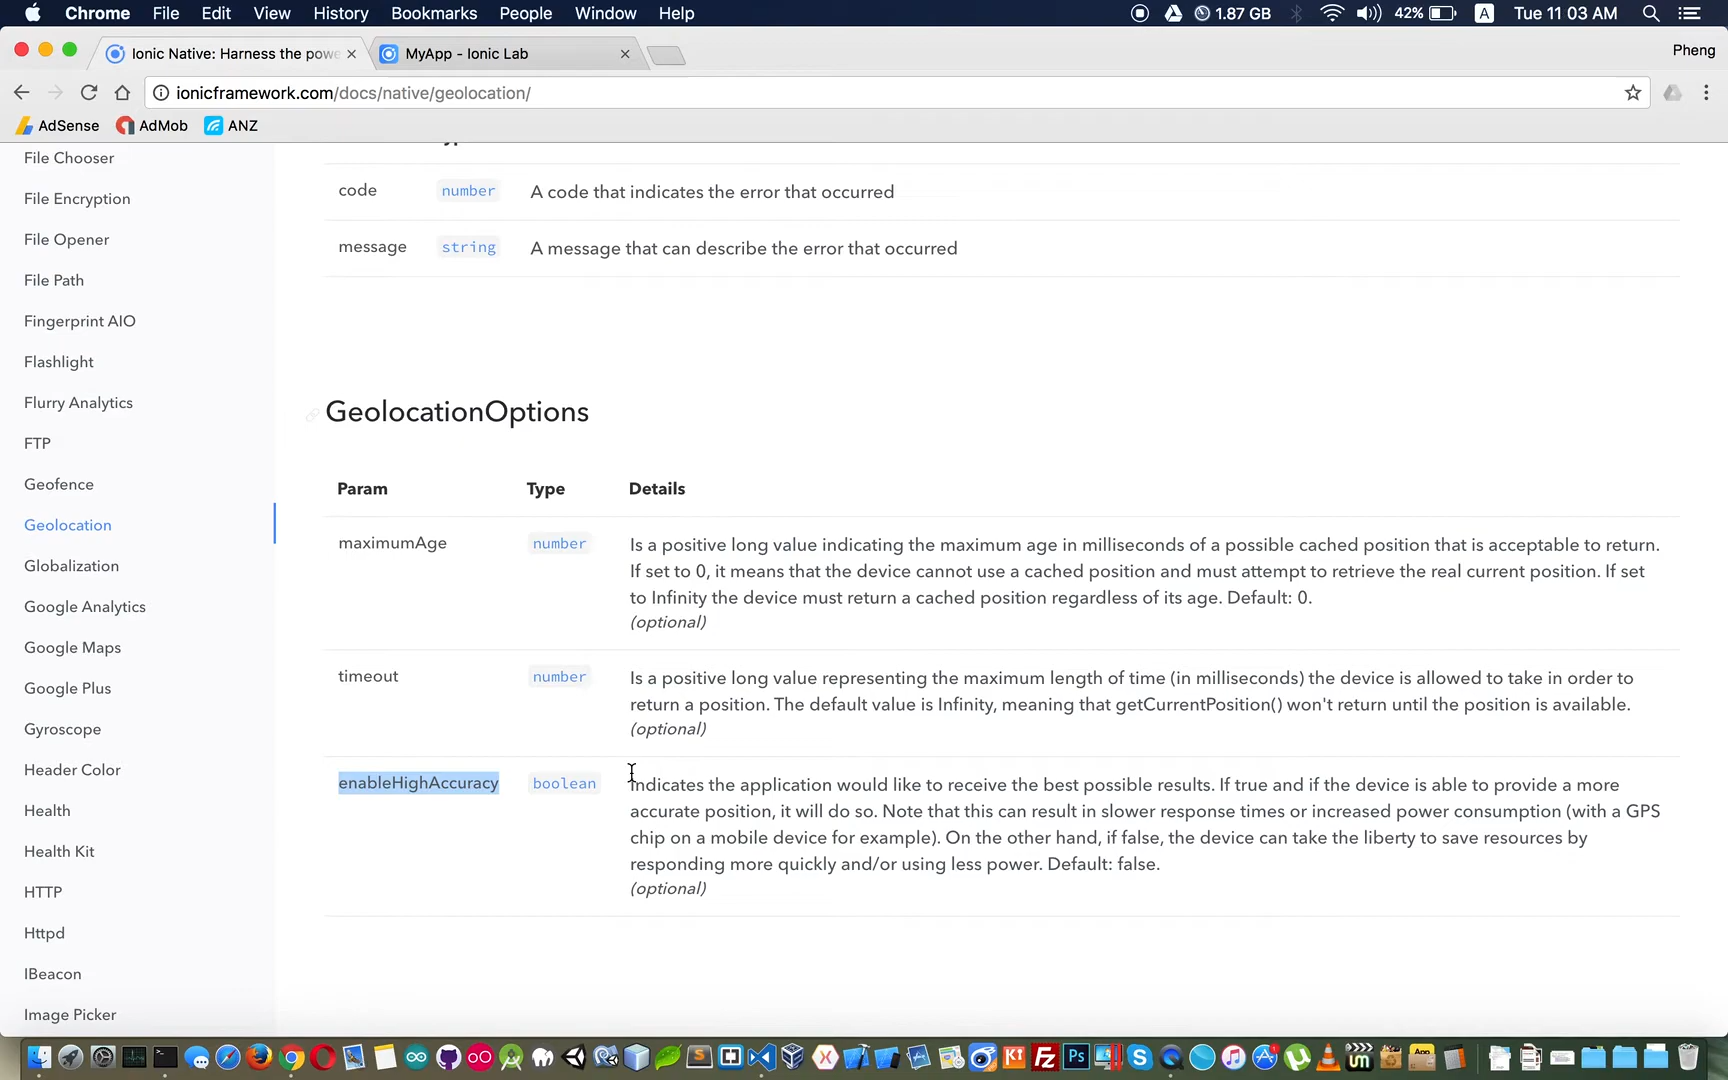 Chrome File Edit View History Bookmarks People Window Help 1.87 GB 42% A Tue 11 03 AM
Ionic Native: Harness the powe MyApp - Ionic Lab Pheng
ionicframework.com/docs/native/geolocation/
AdSense AdMob ANZ
File Chooser
File Encryption
File Opener
File Path
Fingerprint AIO
Flashlight
Flurry Analytics
FTP
Geofence
Geolocation
Globalization
Google Analytics
Google Maps
Google Plus
Gyroscope
Header Color
Health
Health Kit
HTTP
Httpd
IBeacon
Image Picker
code number A code that indicates the error that occurred
message string A message that can describe the error that occurred
GeolocationOptions
Param Type Details
maximumAge number Is a positive long value indicating the maximum age in milliseconds of a possible cached position that is acceptable to return.
If set to 0, it means that the device cannot use a cached position and must attempt to retrieve the real current position. If set
to Infinity the device must return a cached position regardless of its age. Default: 0.
(optional)
timeout number Is a positive long value representing the maximum length of time (in milliseconds) the device is allowed to take in order to
return a position. The default value is Infinity, meaning that getCurrentPosition() won't return until the position is available.
(optional)
enableHighAccuracy boolean Indicates the application would like to receive the best possible results. If true and if the device is able to provide a more
accurate position, it will do so. Note that this can result in slower response times or increased power consumption (with a GPS
chip on a mobile device for example). On the other hand, if false, the device can take the liberty to save resources by
responding more quickly and/or using less power. Default: false.
(optional)